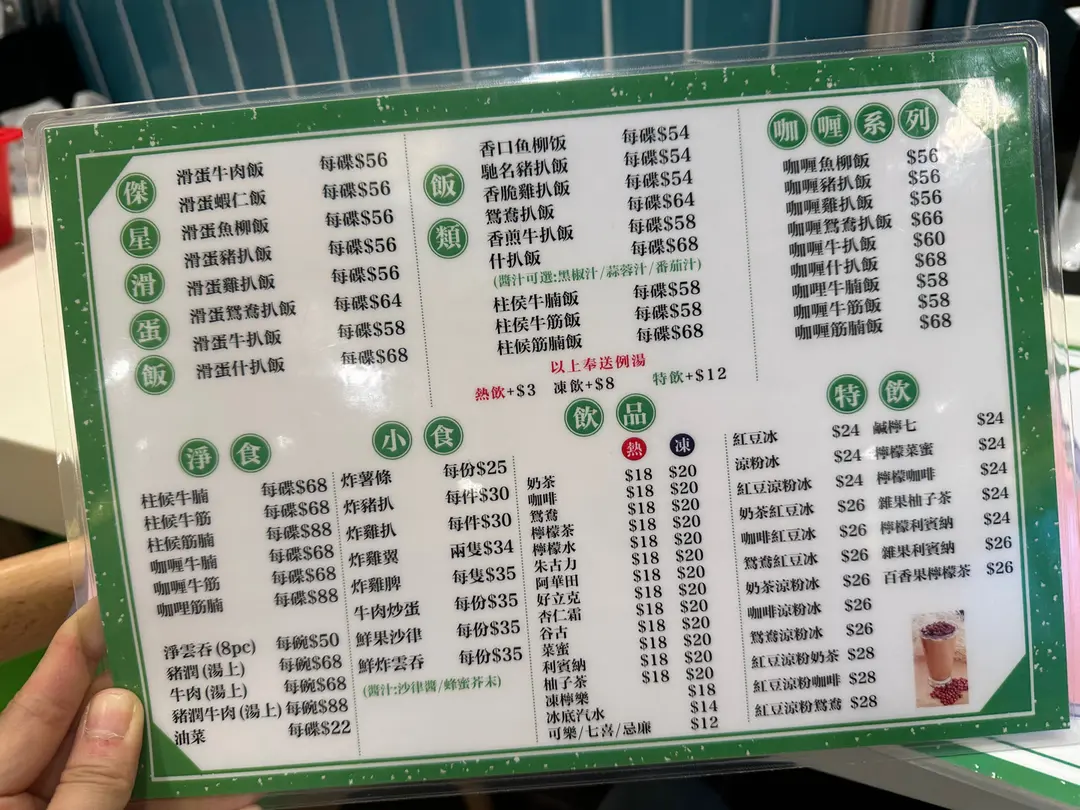 傑星滑蛋飯
滑蛋牛肉飯 每碟$56
滑蛋蝦仁飯 每碟$56
滑蛋魚柳飯 每碟$56
滑蛋豬扒飯 每碟$56
滑蛋雞扒飯 每碟$56
滑蛋鴛鴦扒飯 每碟$64
滑蛋牛扒飯 每碟$58
滑蛋什扒飯 每碟$68
飯類
香口魚柳饭 每碟$54
馳名豬扒飯 每碟$54
香脆雞扒飯 每碟$54
鴛鴦扒飯 每碟$64
香煎牛扒飯 每碟$58
什扒飯 每碟$68
(醬汁可選:黑椒汁/蒜蓉汁/番茄汁)
柱侯牛腩飯 每碟$58
柱侯牛筋飯 每碟$58
柱候筋腩飯 每碟$68
以上奉送例湯
熱飲+$3 凍飲+$8 特飲+$12
咖喱系列
咖喱魚柳飯 $56
咖喱豬扒飯 $56
咖喱雞扒飯 $56
咖喱鴛鴦扒飯 $66
咖喱牛扒飯 $60
咖喱什扒飯 $68
咖哩牛腩飯 $58
咖喱牛筋飯 $58
咖喱筋腩飯 $68
淨食
柱候牛腩 每碟$68
柱候牛筋 每碟$68
柱候筋腩 每碟$88
咖喱牛腩 每碟$68
咖喱牛筋 每碟$68
咖哩筋腩 每碟$88
淨雲吞(8pc) 每碗$50
豬潤(湯上) 每碗$68
牛肉(湯上) 每碗$68
豬潤牛肉(湯上) 每碗$88
油菜 每碟$22
小食
炸薯條 每份$25
炸豬扒 每件$30
炸雞扒 每件$30
炸雞翼 兩隻$34
炸雞脾 每隻$35
牛肉炒蛋 每份$35
鮮果沙律 每份$35
鮮炸雲吞 每份$35
(醬汁:沙律醬/蜂蜜芥末)
飲品
熱 凍
奶茶 $18 $20
咖啡 $18 $20
鴛鴦 $18 $20
檸檬茶 $18 $20
檸檬水 $18 $20
朱古力 $18 $20
阿華田 $18 $20
好立克 $18 $20
杏仁霜 $18 $20
谷古 $18 $20
菜蜜 $18 $20
利賓納 $18 $20
柚子茶 $18 $20
凍檸樂 $18
冰底汽水 $14
可樂/七喜/忌廉 $12
特飲
紅豆冰 $24
涼粉冰 $24
紅豆涼粉冰 $24
奶茶紅豆冰 $26
咖啡紅豆冰 $26
鴛鴦紅豆冰 $26
奶茶涼粉冰 $26
咖啡涼粉冰 $26
鴛鴦涼粉冰 $26
紅豆涼粉奶茶 $28
紅豆涼粉咖啡 $28
紅豆涼粉鴛鴦 $28
鹹檸七 $24
檸檬菜蜜 $24
檸檬咖啡 $24
雜果柚子茶 $24
檸檬利賓納 $24
雜果利賓納 $26
百香果檸檬茶 $26